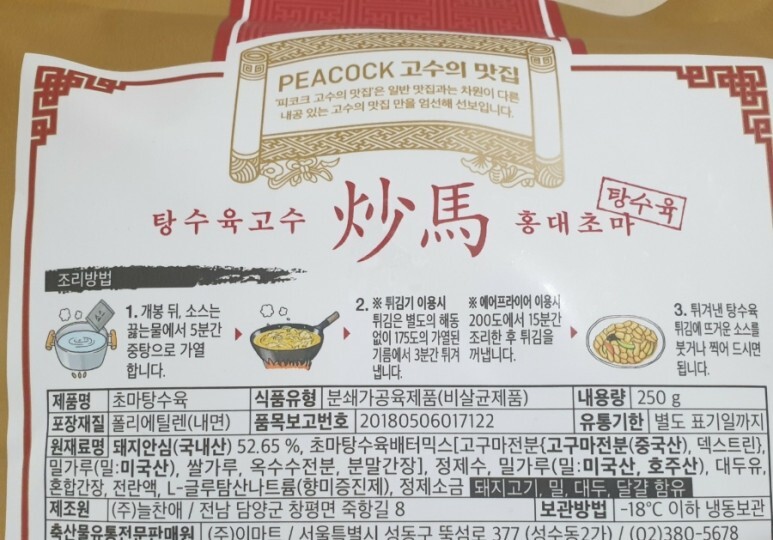 PEACOCK 고수의 맛집
'피코크 고수의 맛집'은 일반 맛집과는 차원이 다른
내공 있는 고수의 맛집 만을 엄선해 선보입니다.
탕수육고수 炒馬 홍대초마 탕수육
조리방법
1. 개봉 뒤, 소스는
끓는물에서 5분간
중탕으로 가열
합니다.
2. ※ 튀김기 이용시
튀김은 별도의 해동
없이 175도의 가열된
기름에서 3분간 튀겨
냅니다.
※ 에어프라이어 이용시
200도에서 15분간
조리한 후 튀김을
꺼냅니다.
3. 튀겨낸 탕수육
튀김에 뜨거운 소스를
붓거나 찍어 드시면
됩니다.
제품명 초마탕수육 식품유형 분쇄가공육제품(비살균제품) 내용량 250 g
포장재질 폴리에틸렌(내면) 품목보고번호 20180506017122 유통기한 별도 표기일까지
원재료명 돼지안심(국내산) 52.65 %, 초마탕수육배터믹스[고구마전분{고구마전분(중국산), 덱스트린},
밀가루(밀:미국산), 쌀가루, 옥수수전분, 분말간장], 정제수, 밀가루(밀:미국산, 호주산), 대두유,
혼합간장, 전란액, L-글루탐산나트륨(향미증진제), 정제소금 돼지고기, 밀, 대두, 달걀 함유
제조원 (주)늘찬애 / 전남 담양군 창평면 죽항길 8 보관방법 -18℃ 이하 냉동보관
축산물유통전문판매원 (주)이마트 / 서울특별시 성동구 뚝섬로 377 (성수동2가) / (02)380-5678